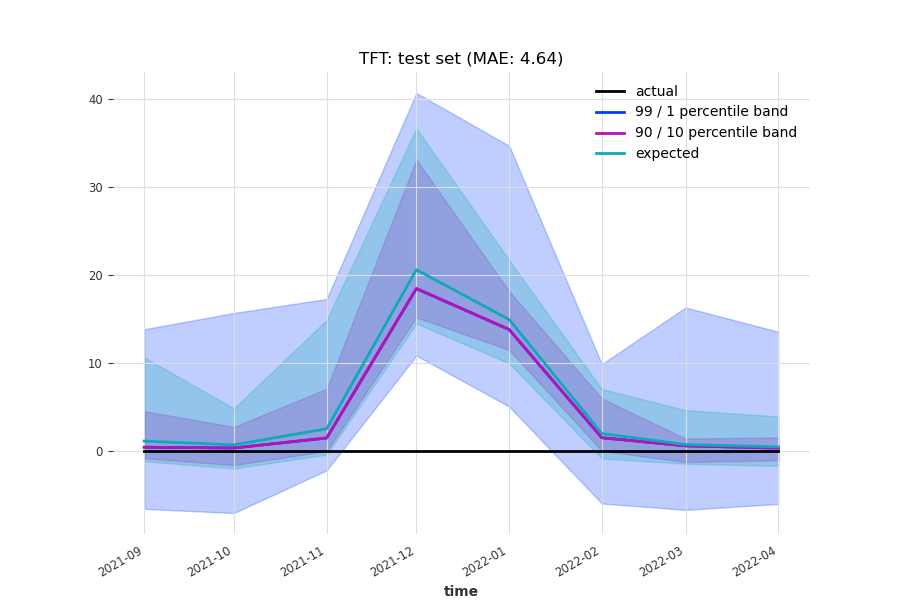 TFT: test set (MAE: 4.64)
actual
99 / 1 percentile band
90 / 10 percentile band
expected
40
30
20
10
0
2021-09
2021-10
2021-11
2021-12
2022-01
2022-02
2022-03
2022-04
time